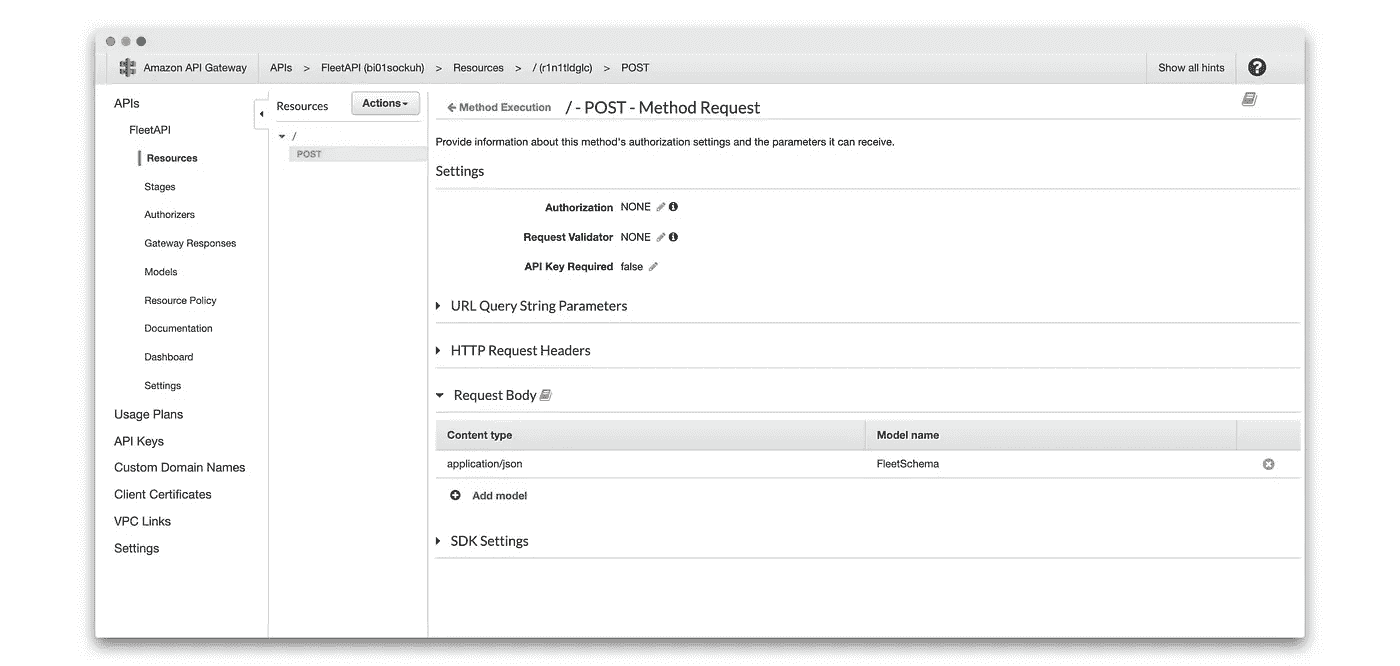 Amazon API Gateway APIs > FleetAPI (bi01sockuh) > Resources > / (r1n1tldglc) > POST Show all hints ?
APIs
FleetAPI
Resources
Stages
Authorizers
Gateway Responses
Models
Resource Policy
Documentation
Dashboard
Settings
Usage Plans
API Keys
Custom Domain Names
Client Certificates
VPC Links
Settings
Resources Actions
/
POST
Method Execution / - POST - Method Request
Provide information about this method's authorization settings and the parameters it can receive.
Settings
Authorization NONE
Request Validator NONE
API Key Required false
URL Query String Parameters
HTTP Request Headers
Request Body
Content type Model name
application/json FleetSchema
Add model
SDK Settings